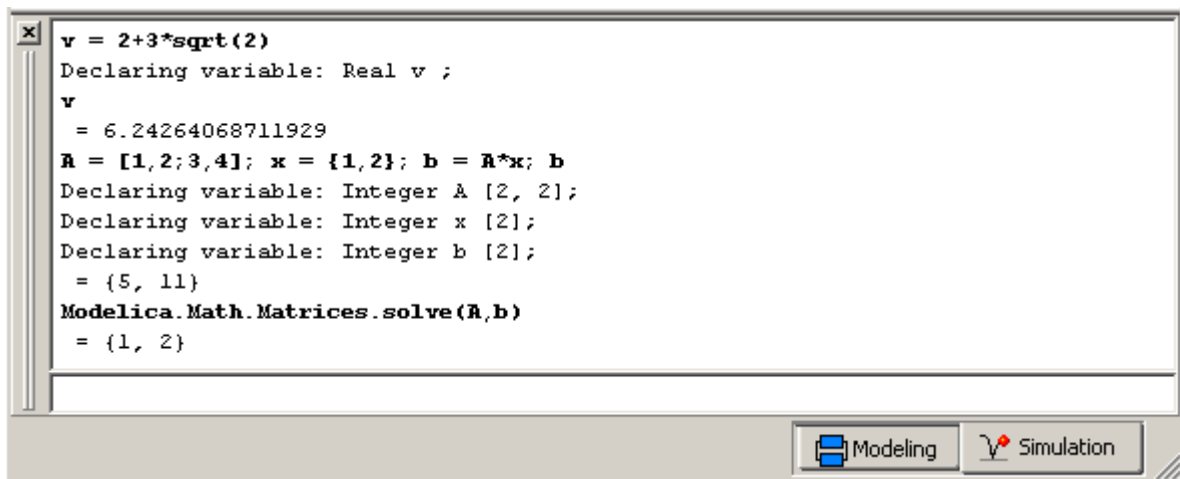 v = 2+3*sqrt(2)
Declaring variable: Real v ;
v
 = 6.24264068711929
A = [1,2;3,4]; x = {1,2}; b = A*x; b
Declaring variable: Integer A [2, 2];
Declaring variable: Integer x [2];
Declaring variable: Integer b [2];
 = {5, 11}
Modelica.Math.Matrices.solve(A,b)
 = {1, 2}
Modeling Simulation